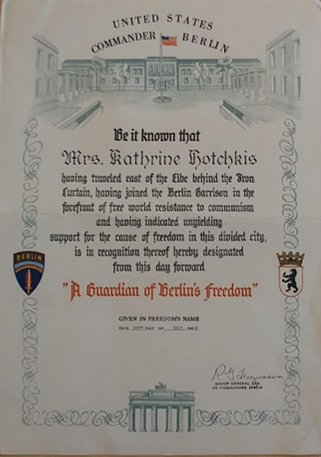 UNITED STATES
COMMANDER BERLIN
Be it known that
Mrs. Kathrine Hotchkis
having traveled east of the Elbe behind the Iron
Curtain, having joined the Berlin Garrison in the
forefront of free world resistance to communism
and having indicated unyielding
support for the cause of freedom in this divided city,
is in recognition thereof hereby designated
from this day forward
"A Guardian of Berlin's Freedom"
GIVEN IN FREEDOM'S NAME
THIS DAY OF
BERLIN
MAJOR GENERAL, USA
US COMMANDER, BERLIN